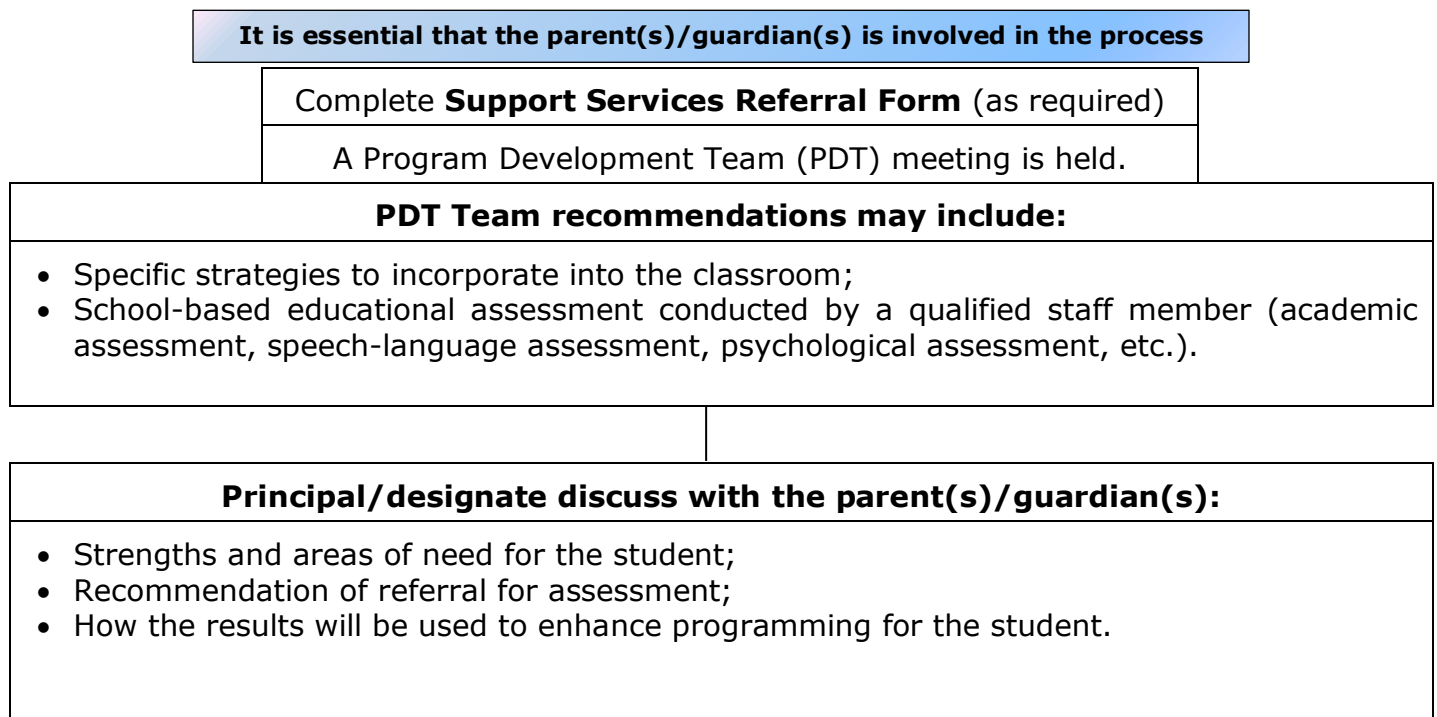 It is essential that the parent(s)/guardian(s) is involved in the process
Complete Support Services Referral Form (as required)
A Program Development Team (PDT) meeting is held.
PDT Team recommendations may include:
• Specific strategies to incorporate into the classroom;
• School-based educational assessment conducted by a qualified staff member (academic
assessment, speech-language assessment, psychological assessment, etc.).
Principal/designate discuss with the parent(s)/guardian(s):
• Strengths and areas of need for the student;
• Recommendation of referral for assessment;
• How the results will be used to enhance programming for the student.